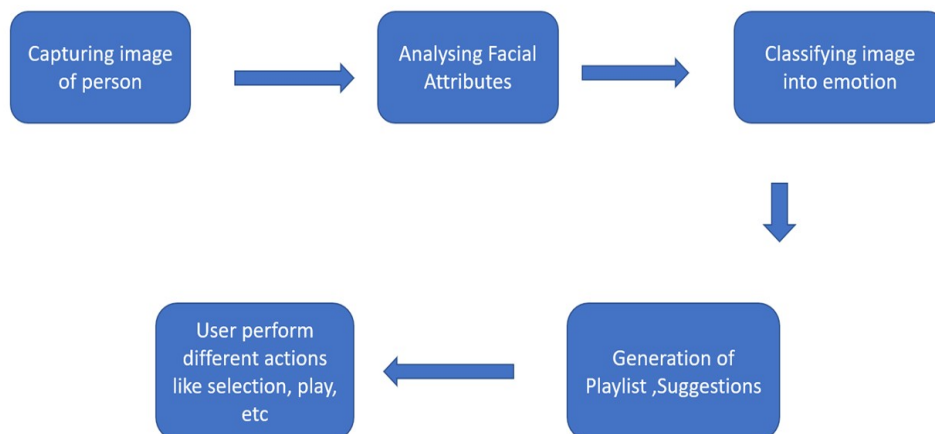 Capturing image
of person
Analysing Facial
Attributes
Classifying image
into emotion
Generation of
Playlist ,Suggestions
User perform
different actions
like selection, play,
etc